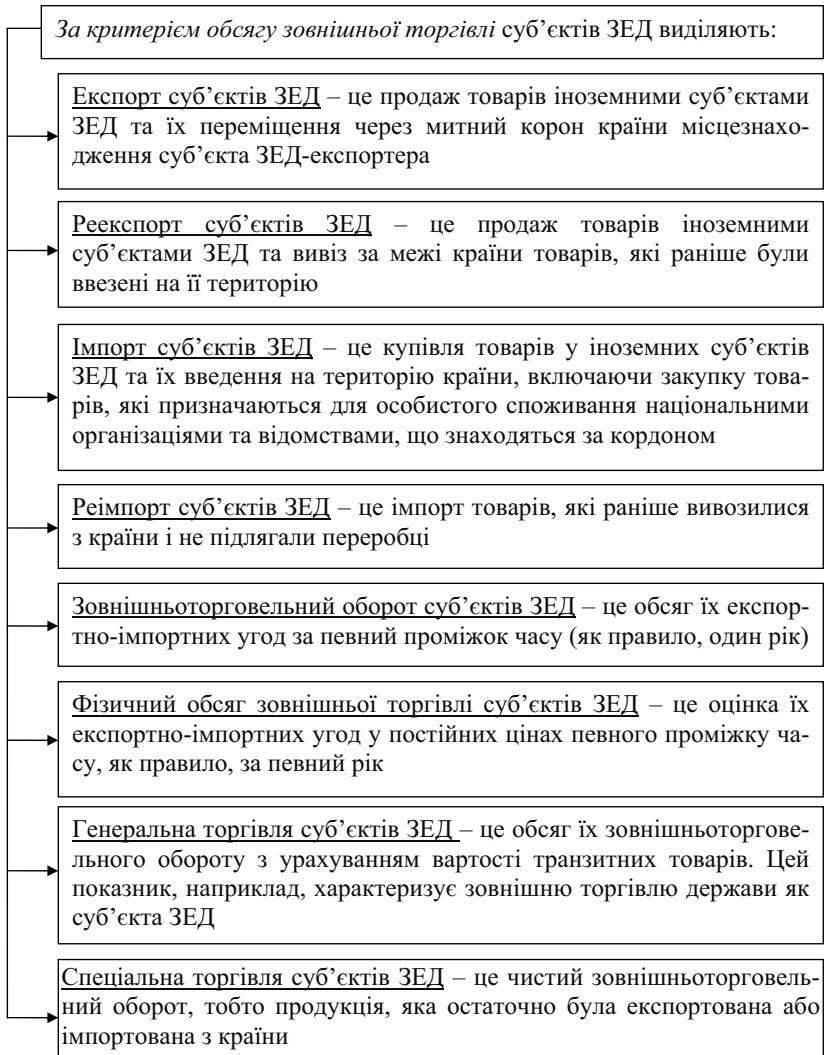 За критерієм обсягу зовнішньої торгівлі суб’єктів ЗЕД виділяють:
Експорт суб’єктів ЗЕД – це продаж товарів іноземними суб’єктами
ЗЕД та їх переміщення через митний корон країни місцезнахо-
дження суб’єкта ЗЕД-експортера
Реекспорт суб’єктів ЗЕД – це продаж товарів іноземними
суб’єктами ЗЕД та вивіз за межі країни товарів, які раніше були
ввезені на її територію
Імпорт суб’єктів ЗЕД – це купівля товарів у іноземних суб’єктів
ЗЕД та їх введення на територію країни, включаючи закупку това-
рів, які призначаються для особистого споживання національними
організаціями та відомствами, що знаходяться за кордоном
Реімпорт суб’єктів ЗЕД – це імпорт товарів, які раніше вивозилися
з країни і не підлягали переробці
Зовнішньоторговельний оборот суб’єктів ЗЕД – це обсяг їх експор-
тно-імпортних угод за певний проміжок часу (як правило, один рік)
Фізичний обсяг зовнішньої торгівлі суб’єктів ЗЕД – це оцінка їх
експортно-імпортних угод у постійних цінах певного проміжку ча-
су, як правило, за певний рік
Генеральна торгівля суб’єктів ЗЕД – це обсяг їх зовнішньоторгове-
льного обороту з урахуванням вартості транзитних товарів. Цей
показник, наприклад, характеризує зовнішню торгівлю держави як
суб’єкта ЗЕД
Спеціальна торгівля суб’єктів ЗЕД – це чистий зовнішньоторговель-
ний оборот, тобто продукція, яка остаточно була експортована або
імпортована з країни